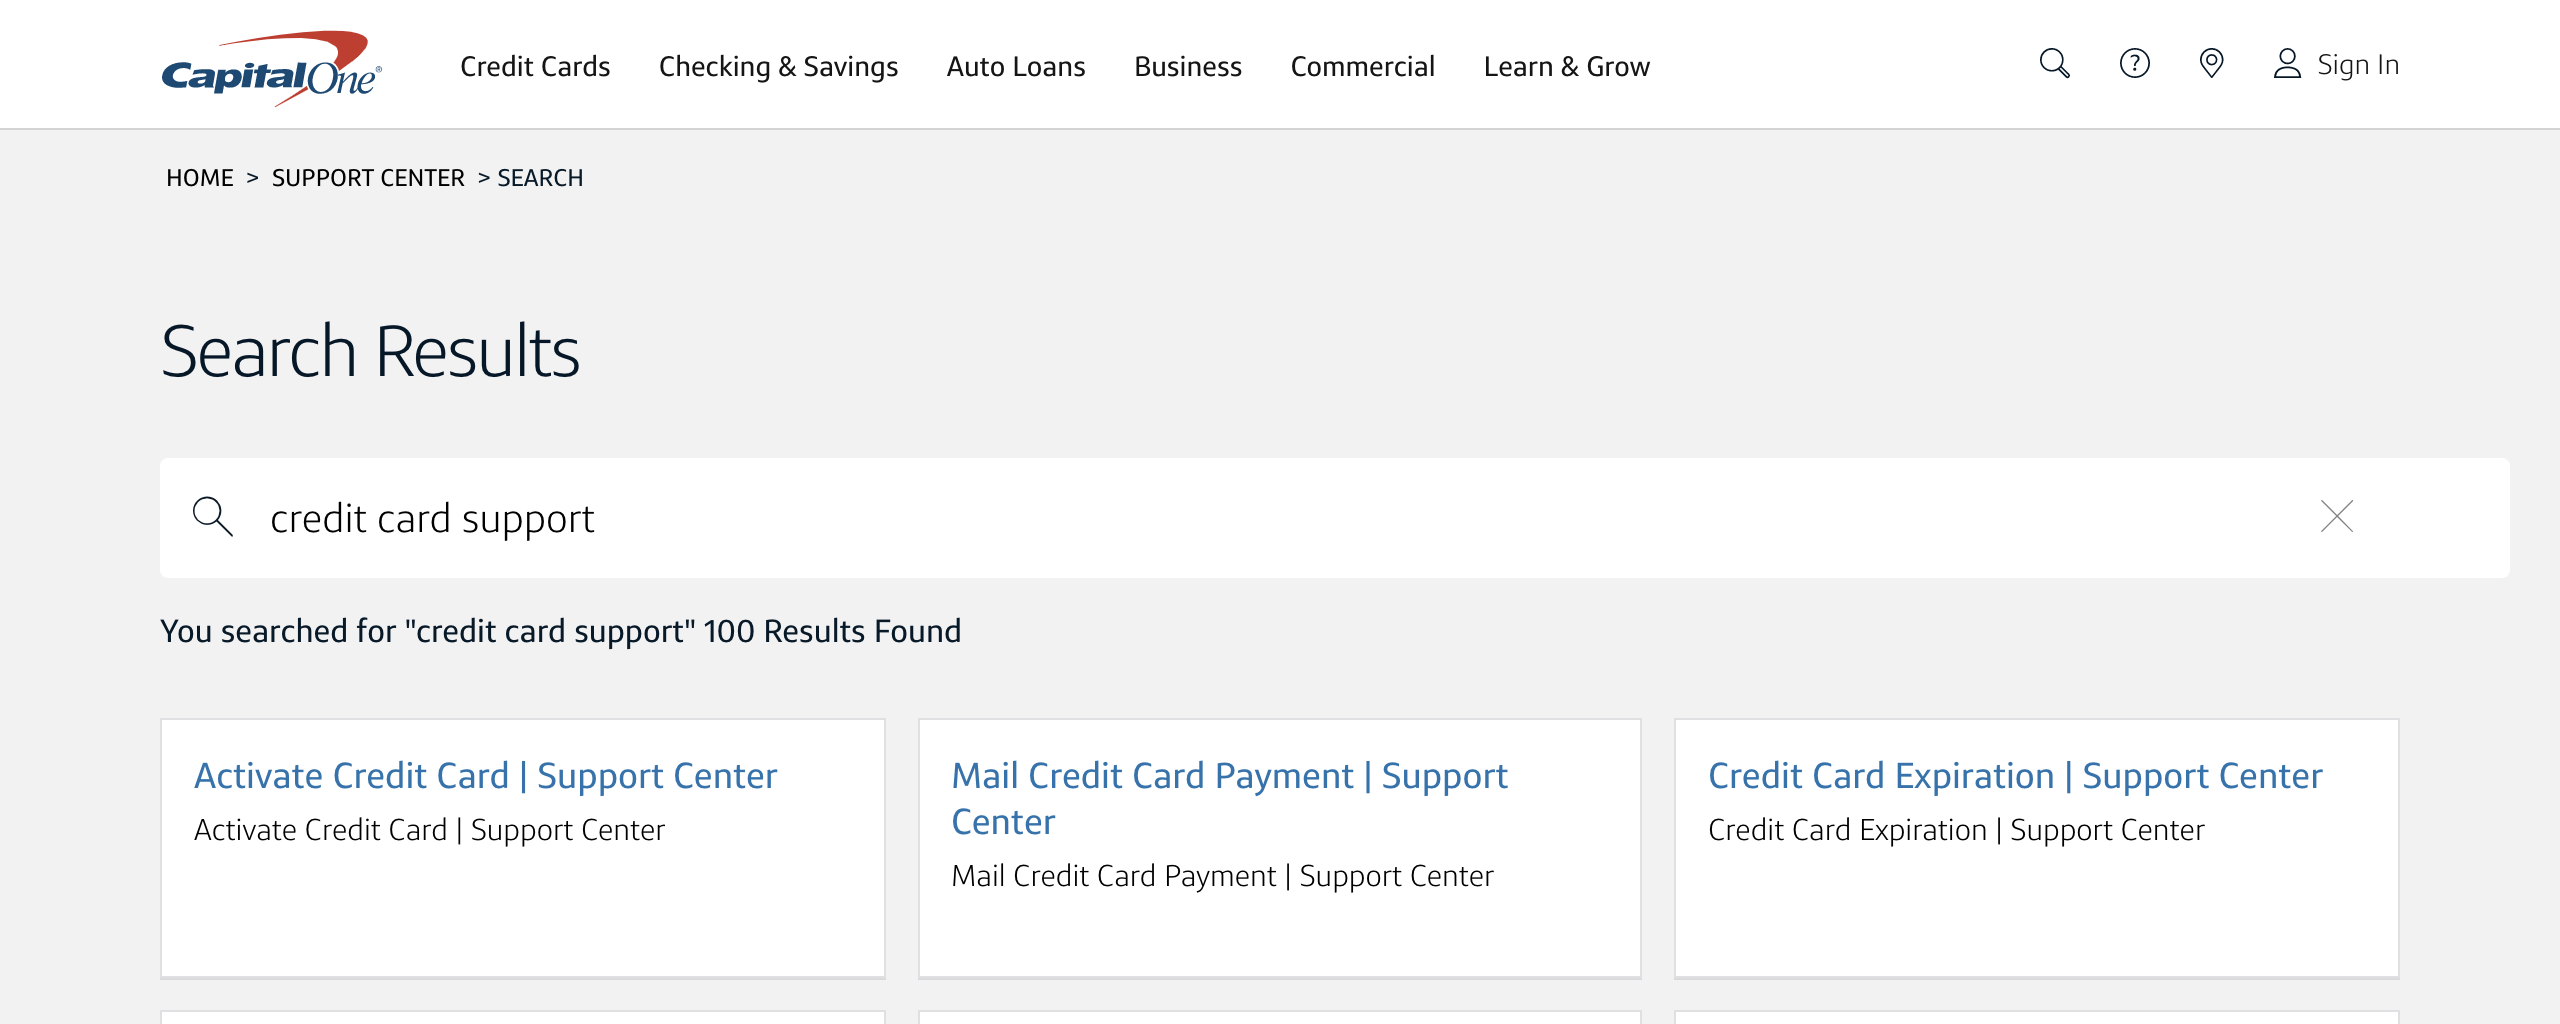 CapitalOne®
Credit Cards Checking & Savings Auto Loans Business Commercial Learn & Grow Sign In
HOME > SUPPORT CENTER > SEARCH
Search Results
credit card support
You searched for "credit card support" 100 Results Found
Activate Credit Card | Support Center
Activate Credit Card | Support Center
Mail Credit Card Payment | Support
Center
Mail Credit Card Payment | Support Center
Credit Card Expiration | Support Center
Credit Card Expiration | Support Center